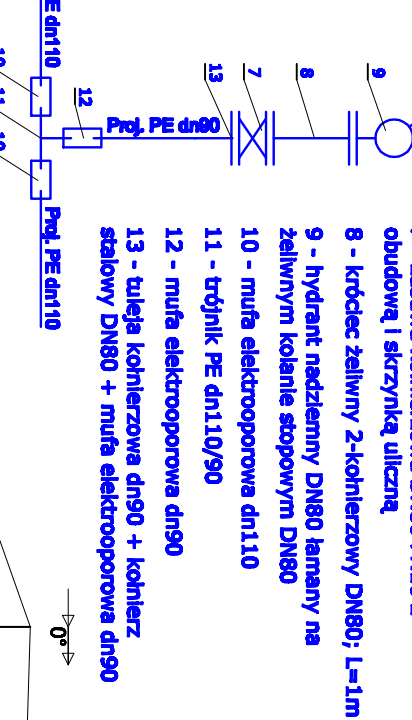 obudową i skrzynką uliczną
8 - króciec żeliwny 2-kołnierzowy DN80; L=1m
9 - hydrant nadziemny DN80 łamany na
żeliwnym kolanie stopowym DN80
10 - mufa elektrooporowa dn110
11 - trójnik PE dn110/90
12 - mufa elektrooporowa dn90
13 - tuleja kołnierzowa dn90 + kołnierz
stalowy DN80 + mufa elektrooporowa dn90
9
8
7
13
12
Proj. PE dn90
E dn110
Proj. PE dn110
0°